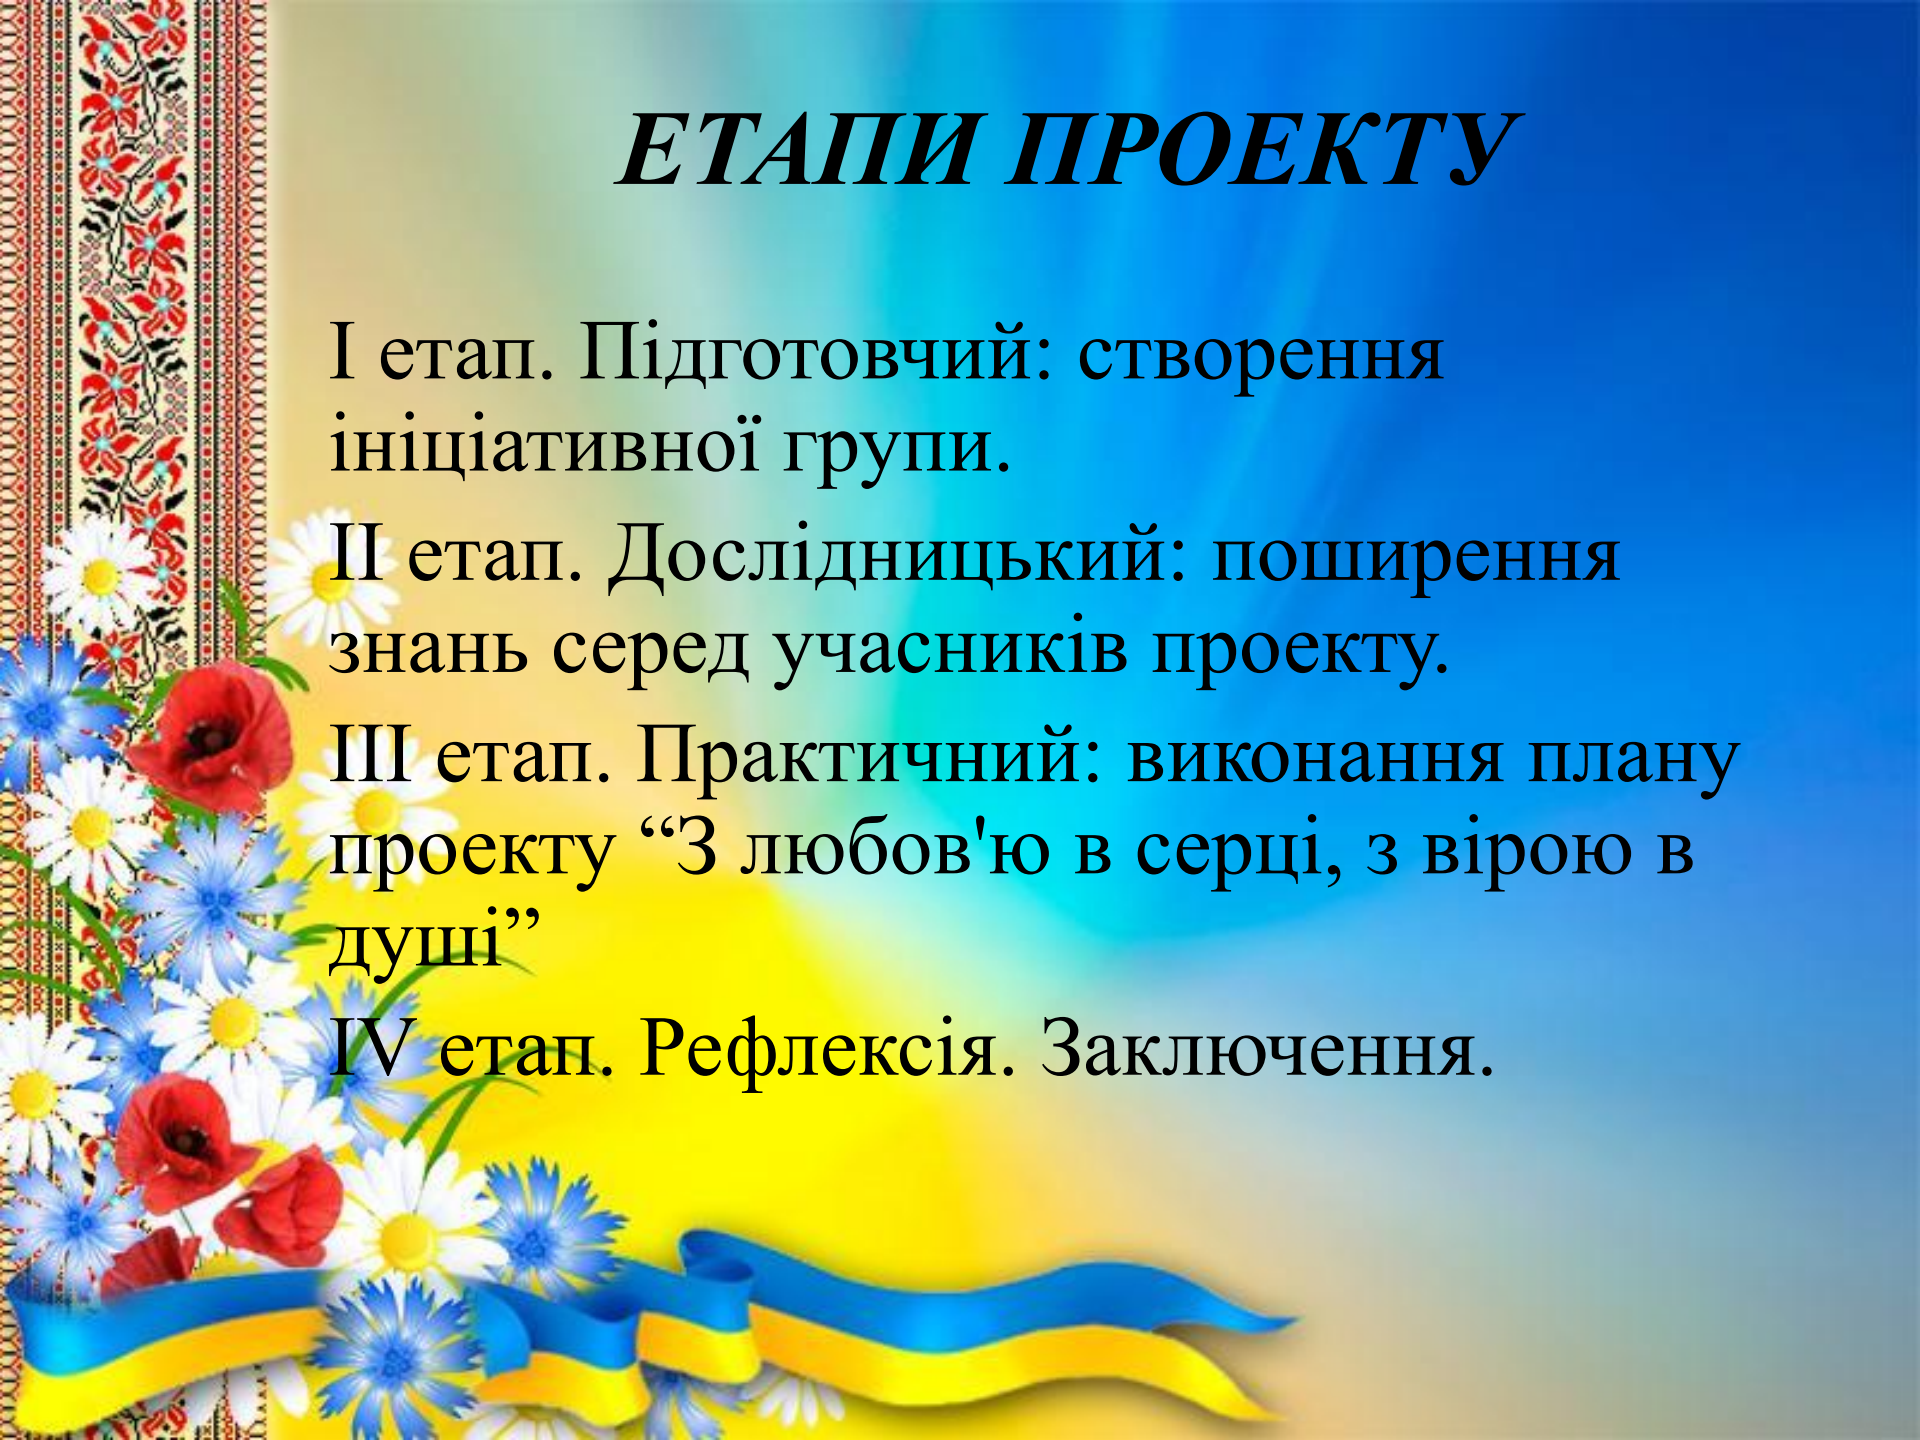 ЕТАПИ ПРОЕКТУ
І етап. Підготовчий: створення
ініціативної групи.
ІІ етап. Дослідницький: поширення
знань серед учасників проекту.
ІІІ етап. Практичний: виконання плану
проекту “З любов'ю в серці, з вірою в
душі”
IV етап. Рефлексія. Заключення.